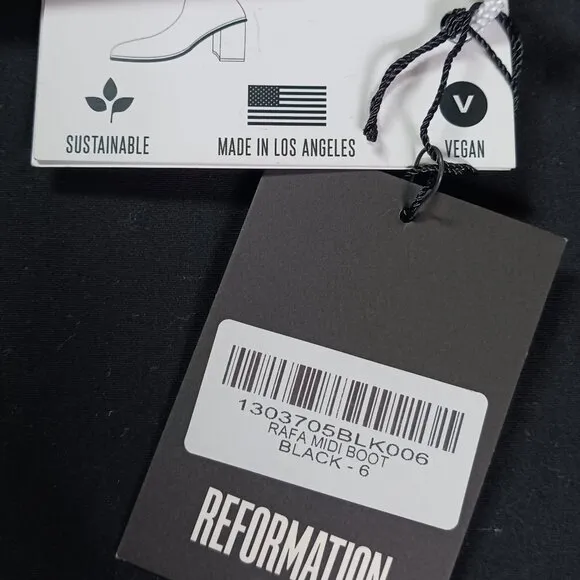 SUSTAINABLE
MADE IN LOS ANGELES
V
VEGAN
1303705BLK006
RAFA MIDI BOOT
BLACK - 6
REFORMATION